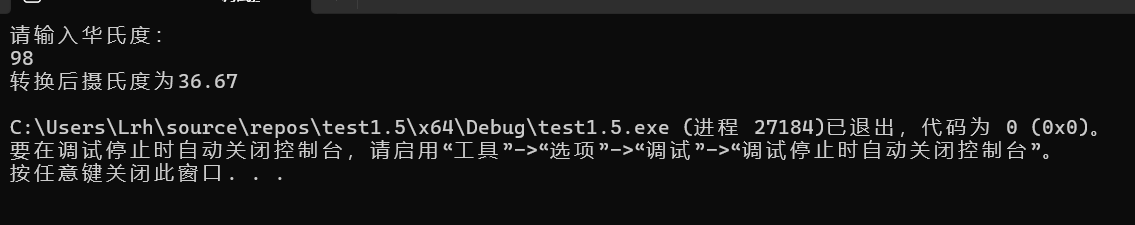 请输入华氏度：
98
转换后摄氏度为36.67
C:\Users\Lrh\source\repos\test1.5\x64\Debug\test1.5.exe (进程 27184)已退出，代码为 0 (0x0)。
要在调试停止时自动关闭控制台，请启用“工具”->“选项”->“调试”->“调试停止时自动关闭控制台”。
按任意键关闭此窗口. . .